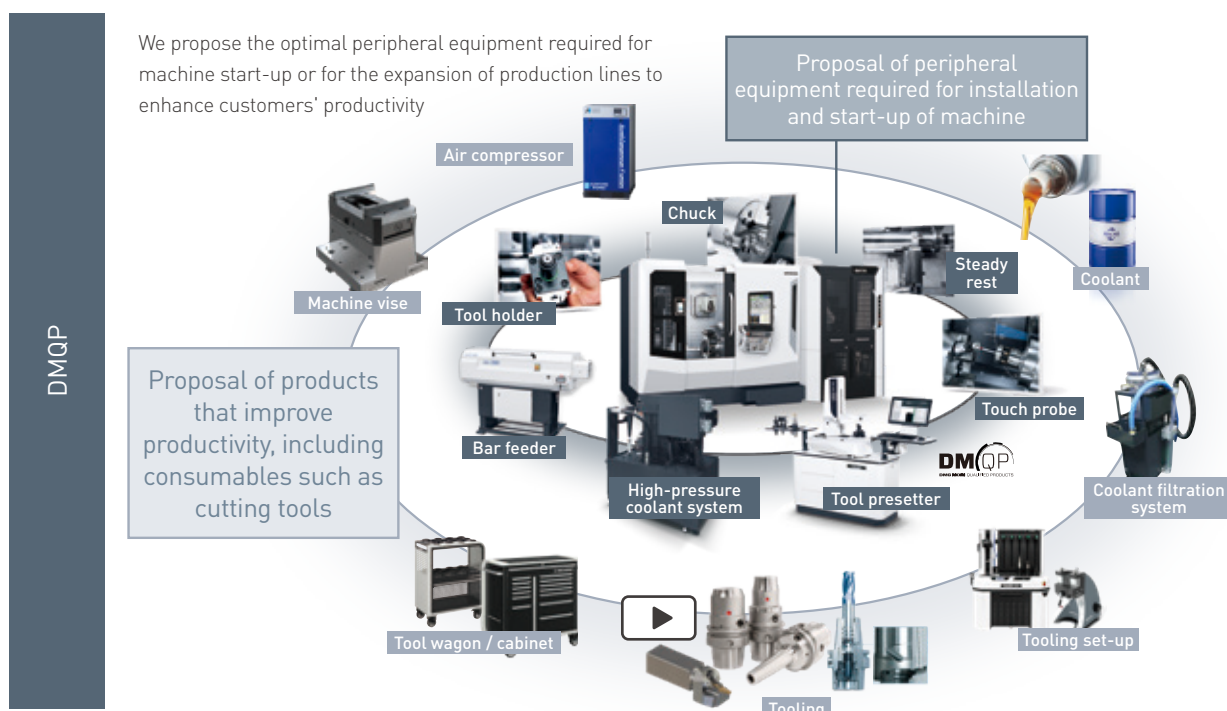 We propose the optimal peripheral equipment required for
machine start-up or for the expansion of production lines to
enhance customers' productivity
Proposal of peripheral
equipment required for installation
and start-up of machine
Air compressor
Chuck
Steady
rest
Coolant
Machine vise
Tool holder
DMQP
Proposal of products
that improve
productivity, including
consumables such as
cutting tools
Touch probe
Bar feeder
DMQP
DMG MORI QUALIFIED PRODUCTS
High-pressure
coolant system
Tool presetter
Coolant filtration
system
Tool wagon / cabinet
Tooling set-up
Tooling